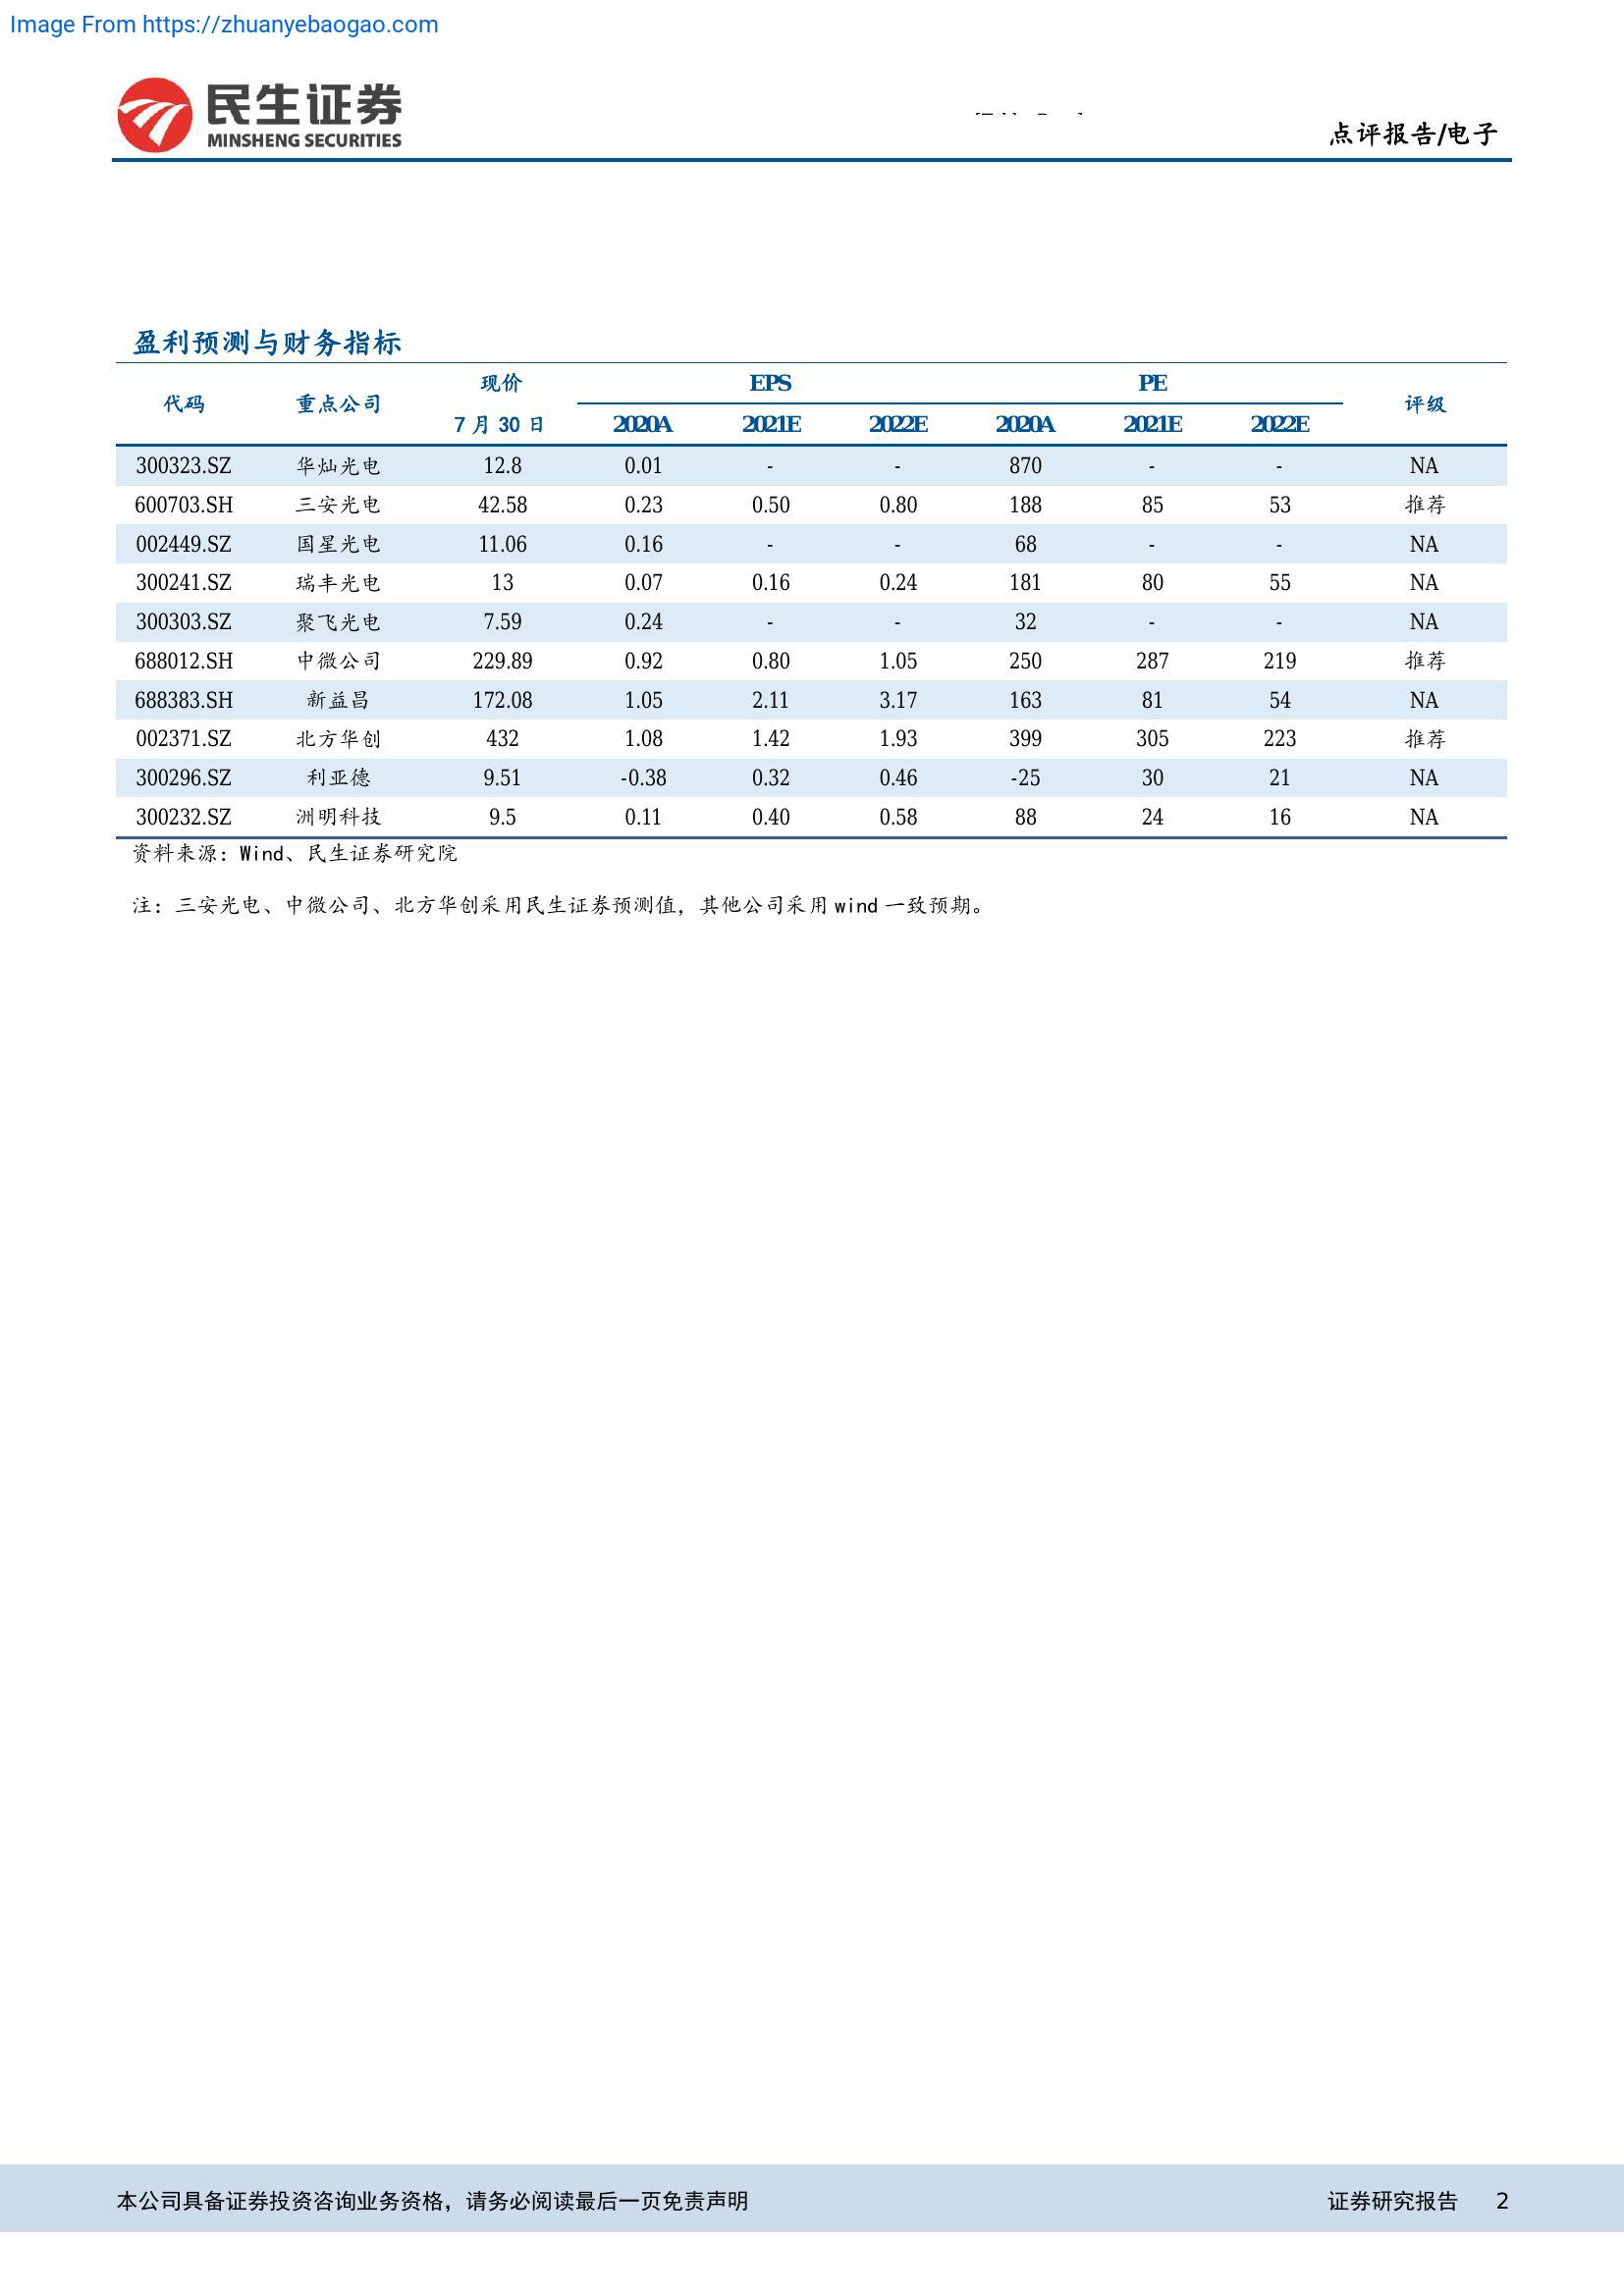 Image From https://zhuanyebaogao.com
民生证券
MINSHENG SECURITIES
点评报告/电子
盈利预测与财务指标
代码 重点公司 现价 EPS PE 评级
7 月 30 日 2020A 2021E 2022E 2020A 2021E 2022E
300323.SZ 华灿光电 12.8 0.01 - - 870 - - NA
600703.SH 三安光电 42.58 0.23 0.50 0.80 188 85 53 推荐
002449.SZ 国星光电 11.06 0.16 - - 68 - - NA
300241.SZ 瑞丰光电 13 0.07 0.16 0.24 181 80 55 NA
300303.SZ 聚飞光电 7.59 0.24 - - 32 - - NA
688012.SH 中微公司 229.89 0.92 0.80 1.05 250 287 219 推荐
688383.SH 新益昌 172.08 1.05 2.11 3.17 163 81 54 NA
002371.SZ 北方华创 432 1.08 1.42 1.93 399 305 223 推荐
300296.SZ 利亚德 9.51 -0.38 0.32 0.46 -25 30 21 NA
300232.SZ 洲明科技 9.5 0.11 0.40 0.58 88 24 16 NA
资料来源：Wind、民生证券研究院
注：三安光电、中微公司、北方华创采用民生证券预测值，其他公司采用 wind 一致预期。
本公司具备证券投资咨询业务资格，请务必阅读最后一页免责声明 证券研究报告 2